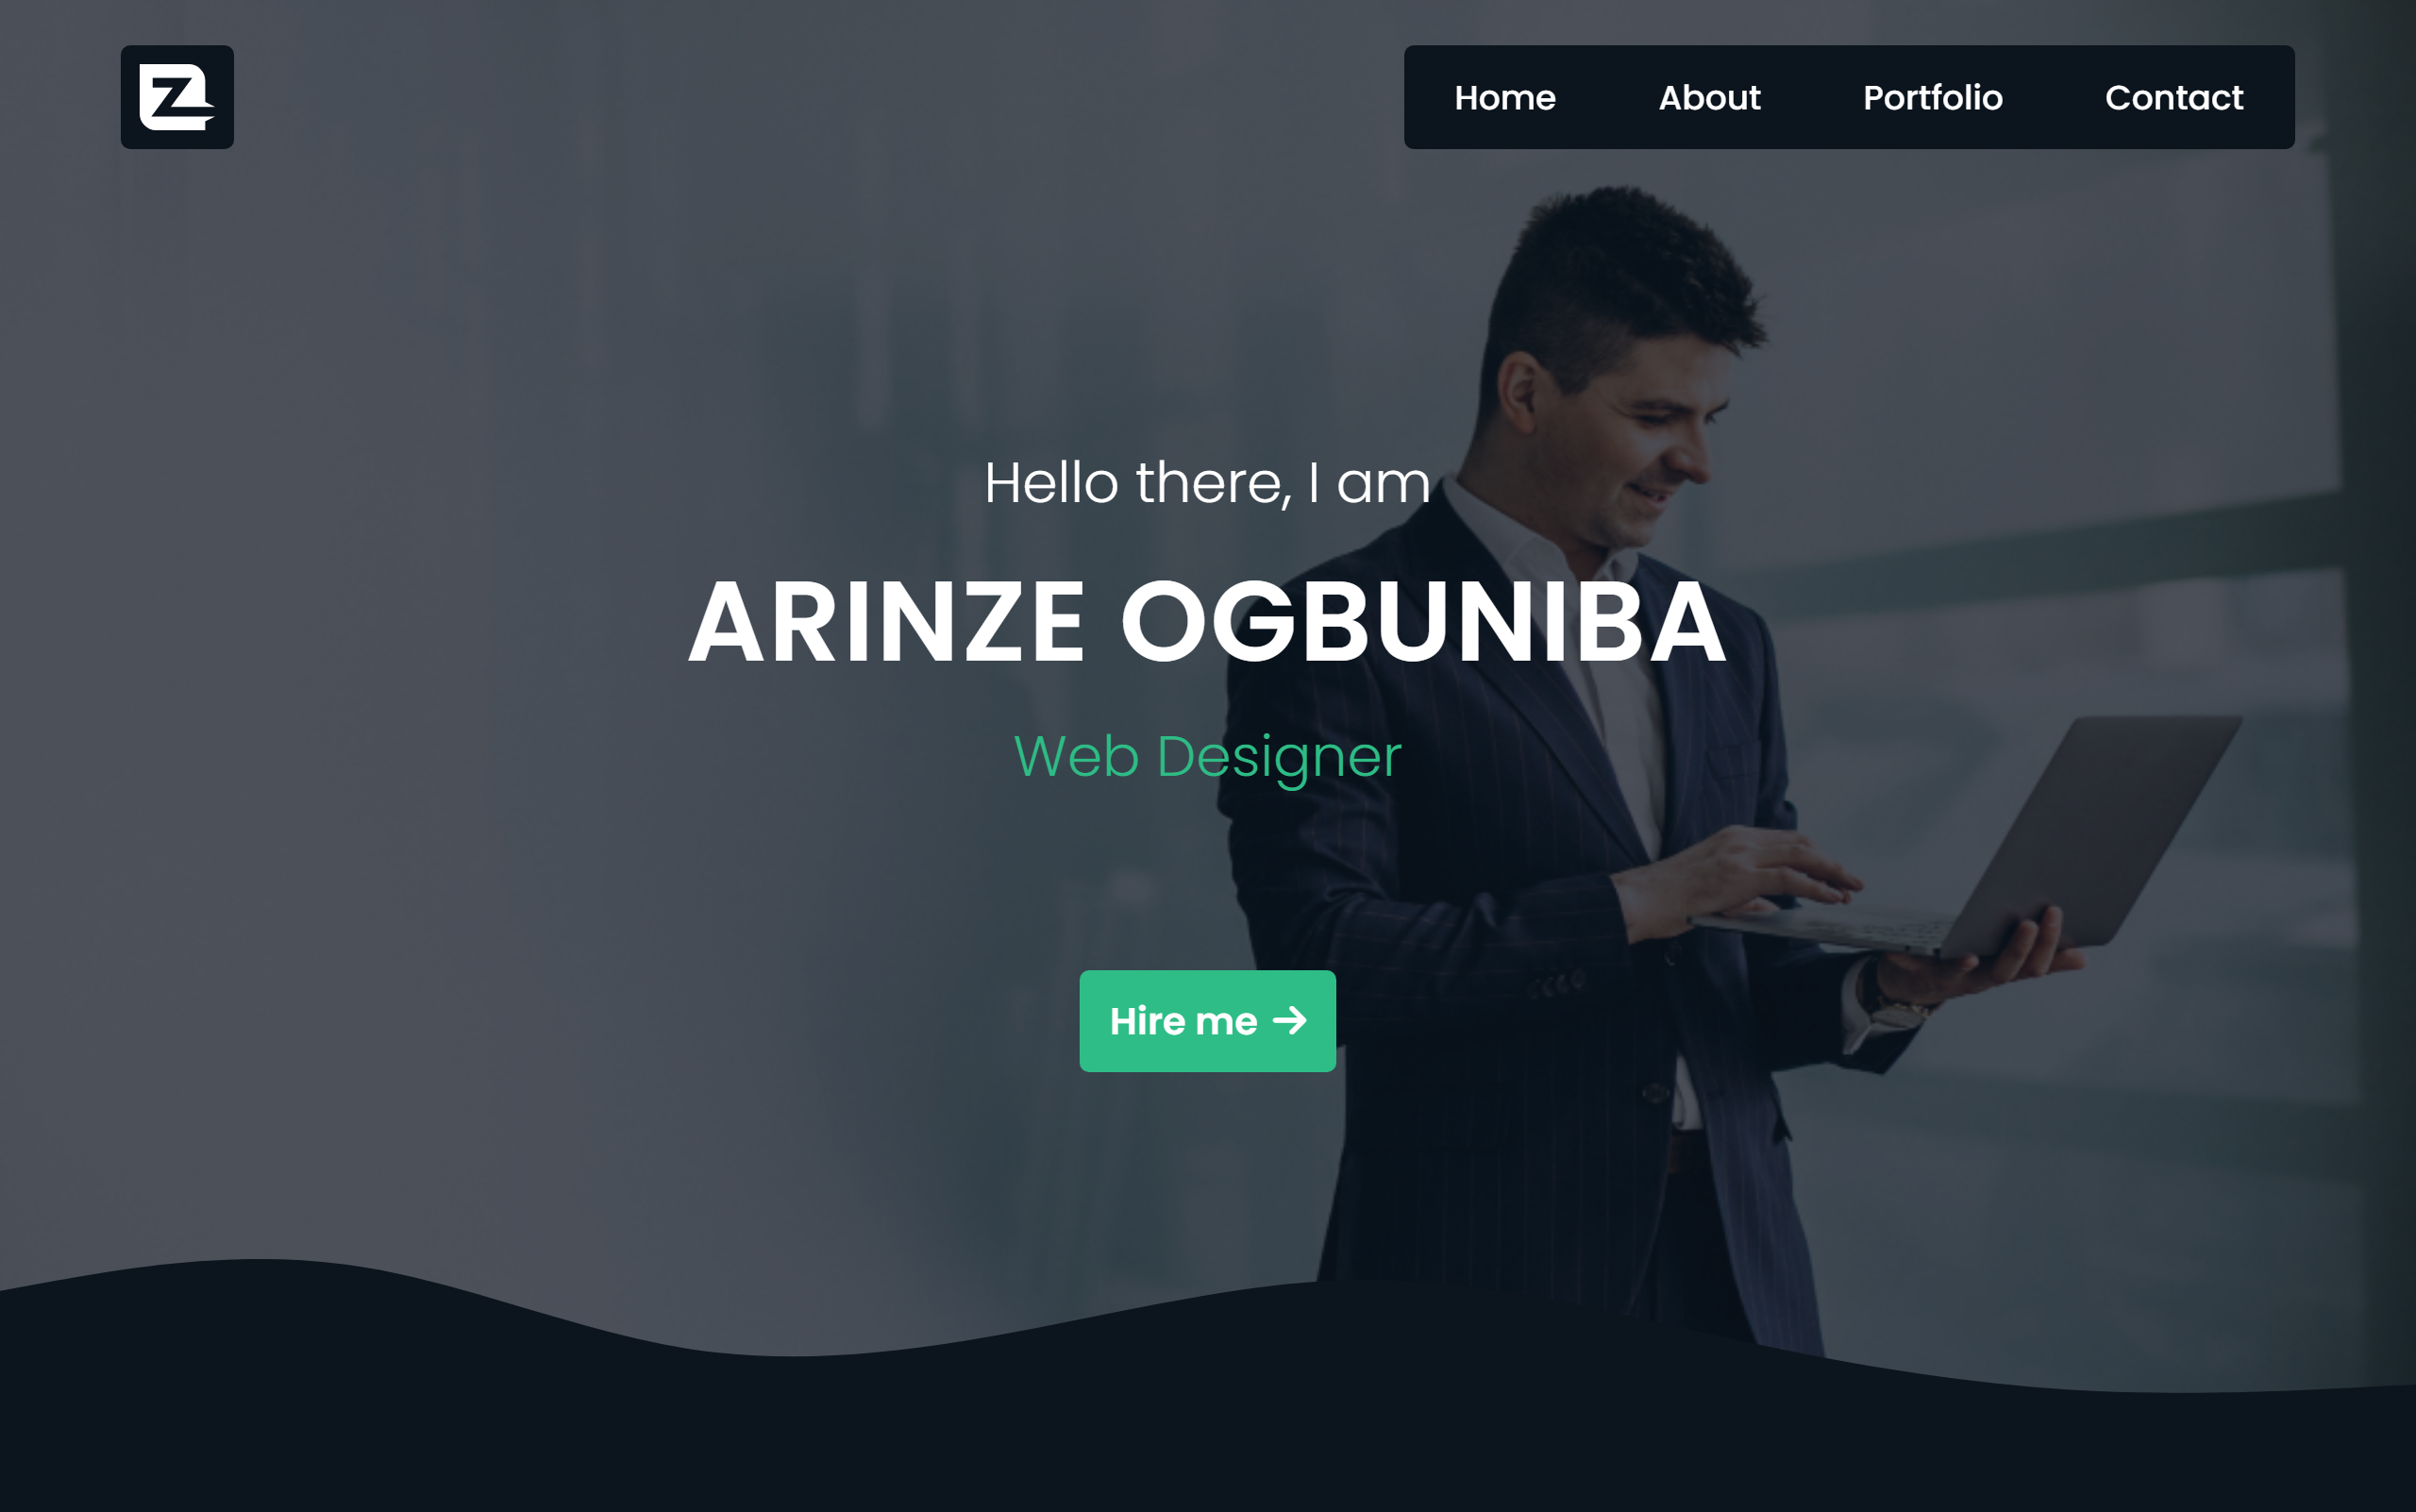 Z
Home About Portfolio Contact
Hello there, I am
ARINZE OGBUNIBA
Web Designer
Hire me →